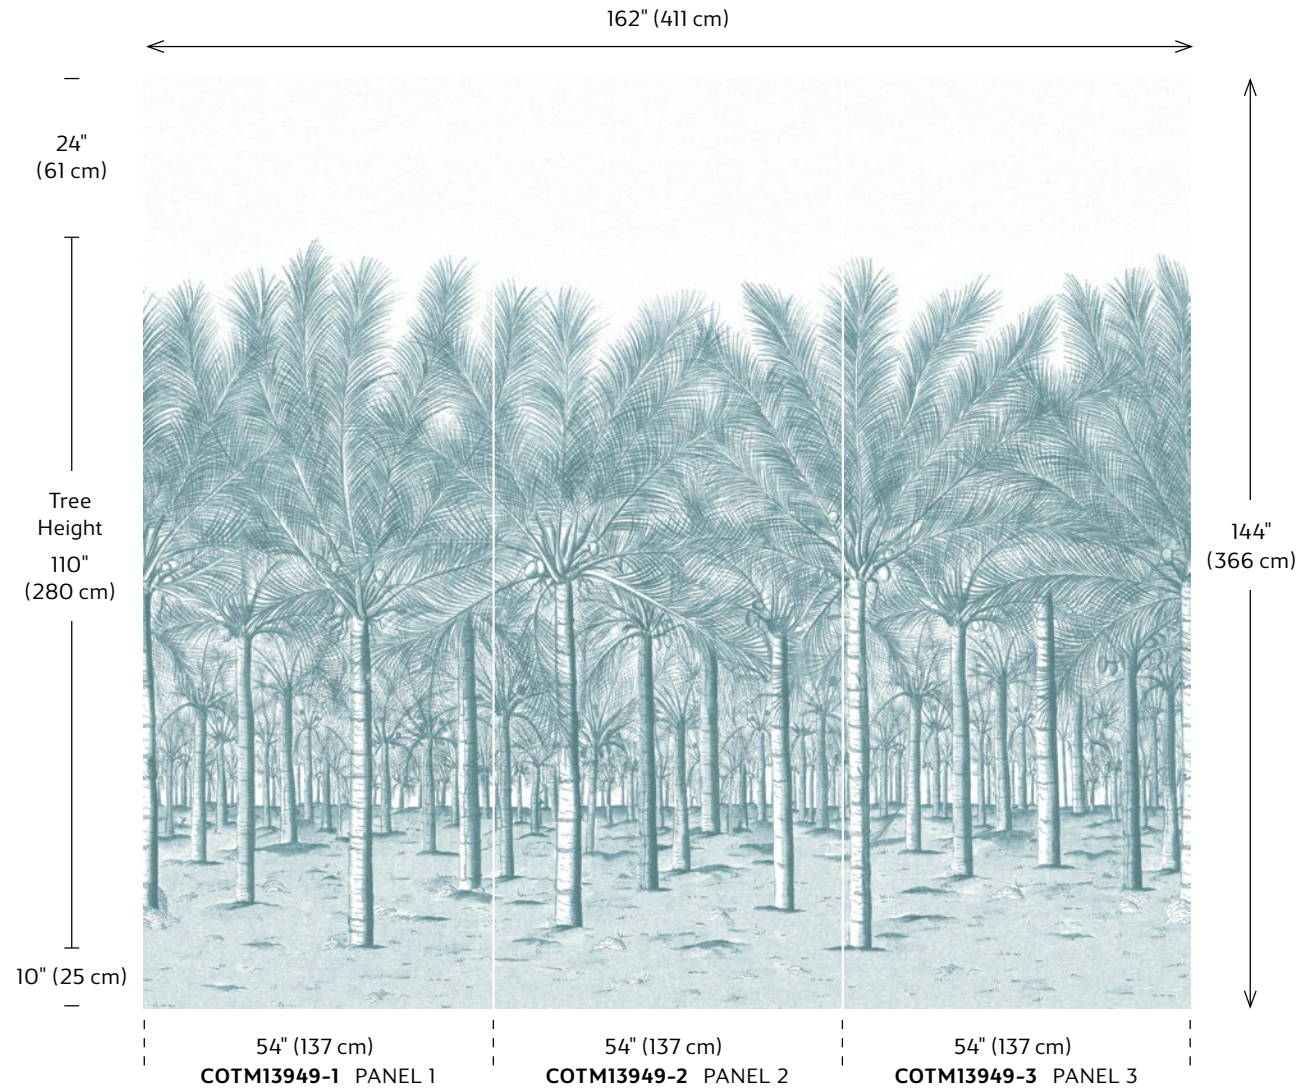 162" (411 cm)
24"
(61 cm)
Tree
Height
110"
(280 cm)
144"
(366 cm)
10" (25 cm)
54" (137 cm)
COTM13949-1 PANEL 1
54" (137 cm)
COTM13949-2 PANEL 2
54" (137 cm)
COTM13949-3 PANEL 3